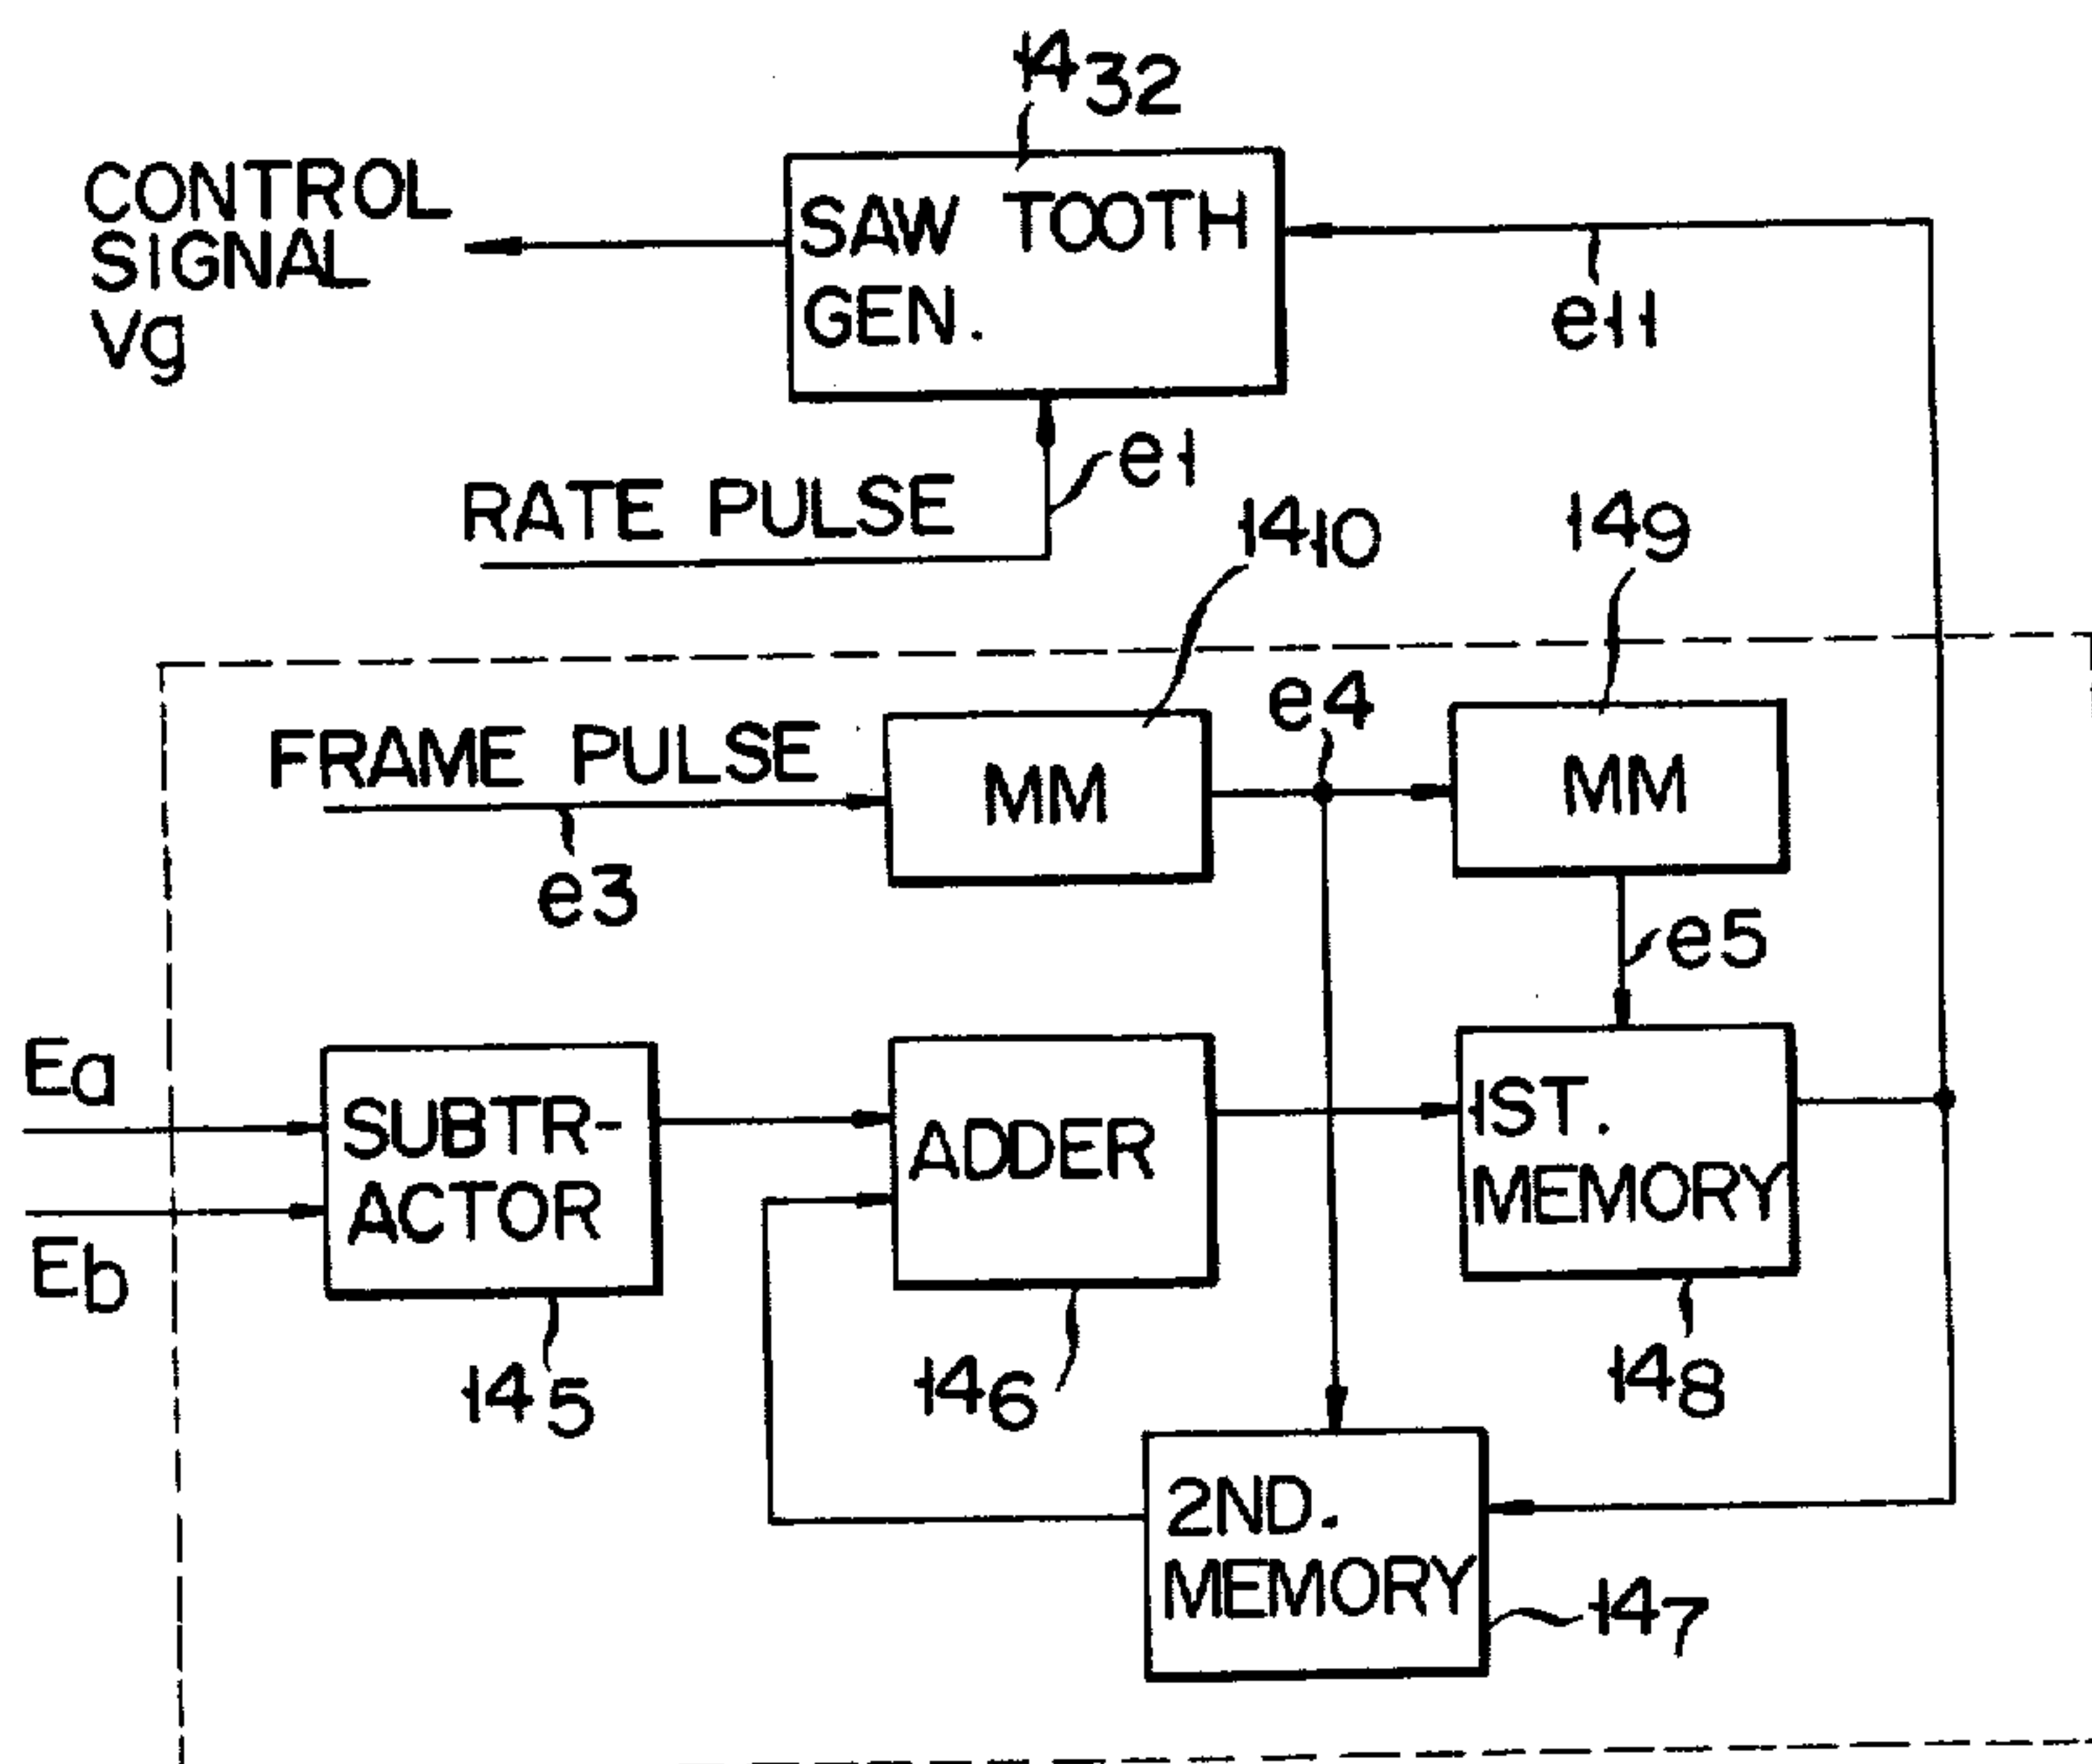 14₃₂
CONTROL
SIGNAL
Vg
SAW TOOTH
GEN.
e11
e1
RATE PULSE
14₁₀
14₉
e4
FRAME PULSE
MM
MM
e3
e5
Ea
Eb
SUBTR-
ACTOR
ADDER
1ST.
MEMORY
14₅
14₆
14₈
2ND.
MEMORY
14₇